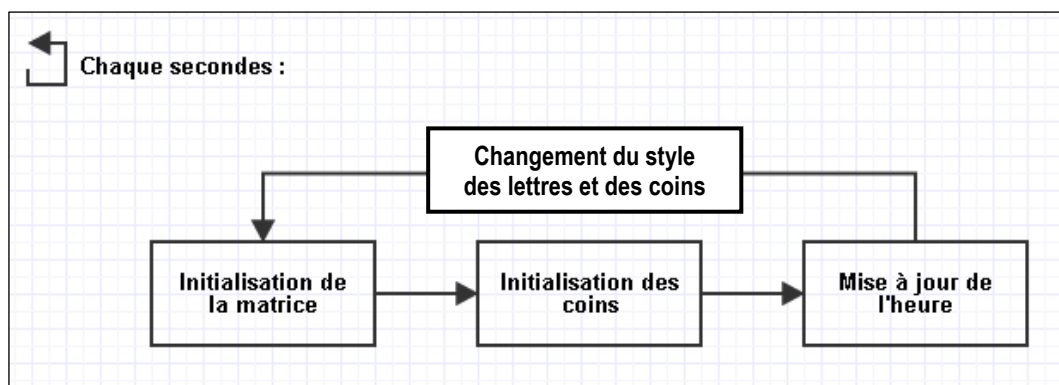 Chaque secondes :
Changement du style
des lettres et des coins
Initialisation de
la matrice
Initialisation des
coins
Mise à jour de
l'heure